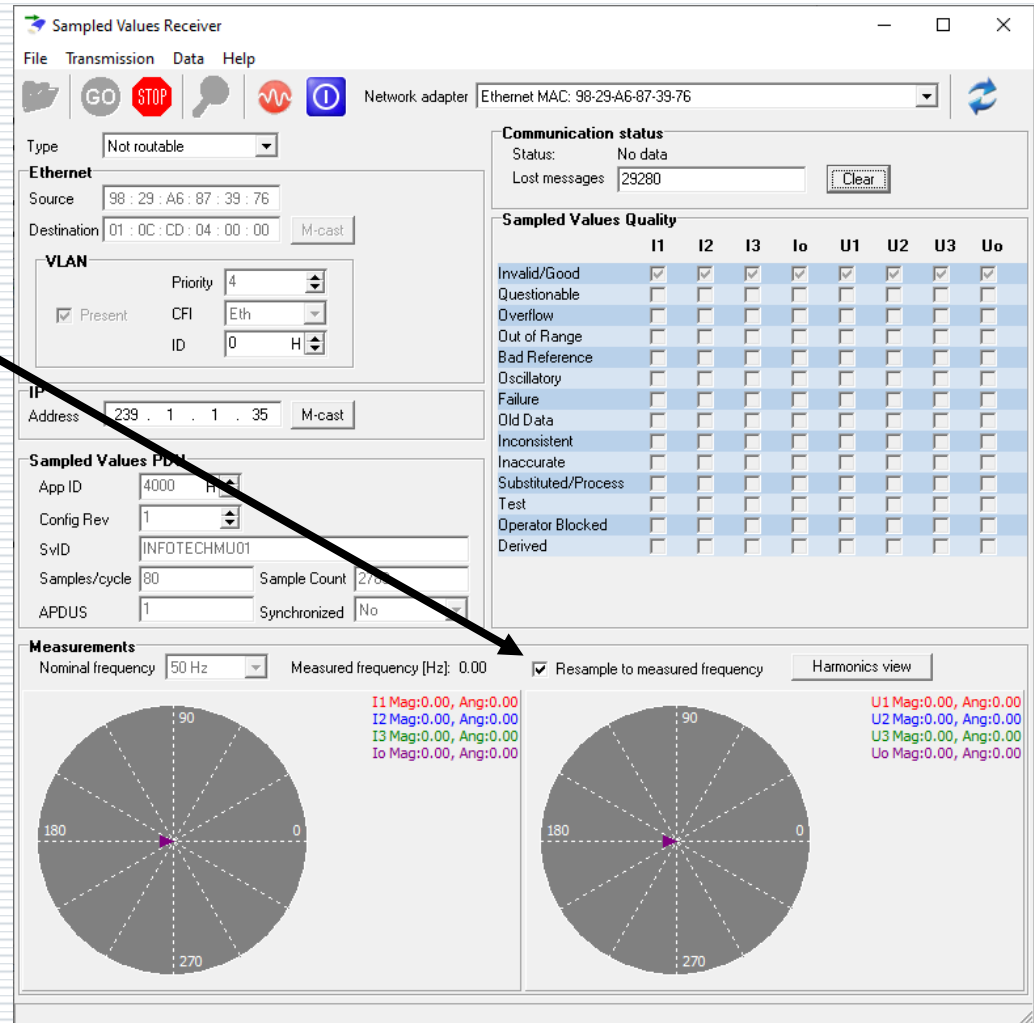 Sampled Values Receiver
File Transmission Data Help
GO STOP Network adapter Ethernet MAC: 98-29-A6-87-39-76
Type Not routable
Ethernet
Source 98 : 29 : A6 : 87 : 39 : 76
Destination 01 : 0C : CD : 04 : 00 : 00 M-cast
VLAN
Priority 4
Present CFI Eth
ID 0 H
IP
Address 239 . 1 . 1 . 35 M-cast
Sampled Values PDU
App ID 4000 H
Config Rev 1
SvID INFOTECHMU01
Samples/cycle 80 Sample Count
APDUS 1 Synchronized No
Communication status
Status: No data
Lost messages 29280 Clear
Sampled Values Quality
I1 I2 I3 Io U1 U2 U3 Uo
Invalid/Good
Questionable
Overflow
Out of Range
Bad Reference
Oscillatory
Failure
Old Data
Inconsistent
Inaccurate
Substituted/Process
Test
Operator Blocked
Derived
Measurements
Nominal frequency 50 Hz Measured frequency [Hz]: 0.00 Resample to measured frequency Harmonics view
I1 Mag:0.00, Ang:0.00
I2 Mag:0.00, Ang:0.00
I3 Mag:0.00, Ang:0.00
Io Mag:0.00, Ang:0.00
90
180 0
270
U1 Mag:0.00, Ang:0.00
U2 Mag:0.00, Ang:0.00
U3 Mag:0.00, Ang:0.00
Uo Mag:0.00, Ang:0.00
90
180 0
270